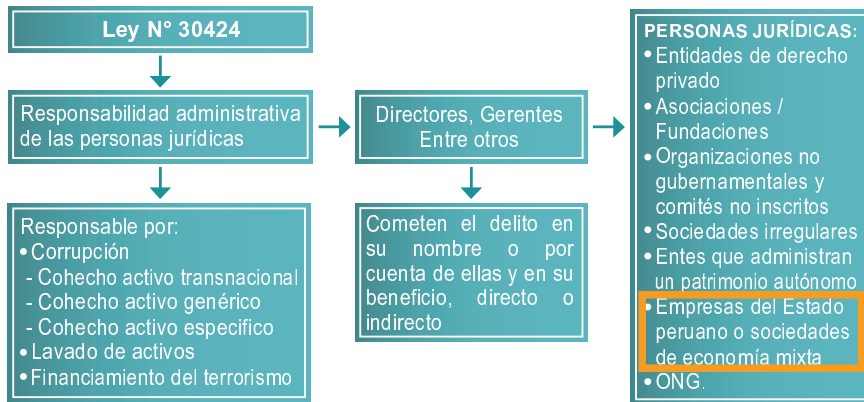 Ley N° 30424
Responsabilidad administrativa
de las personas jurídicas
Directores, Gerentes
Entre otros
Responsable por:
• Corrupción
- Cohecho activo transnacional
- Cohecho activo genérico
- Cohecho activo especifico
• Lavado de activos
• Financiamiento del terrorismo
Cometen el delito en
su nombre o por
cuenta de ellas y en su
beneficio, directo o
indirecto
PERSONAS JURÍDICAS:
• Entidades de derecho
privado
• Asociaciones /
Fundaciones
• Organizaciones no
gubernamentales y
comités no inscritos
• Sociedades irregulares
• Entes que administran
un patrimonio autónomo
• Empresas del Estado
peruano o sociedades
de economía mixta
• ONG.